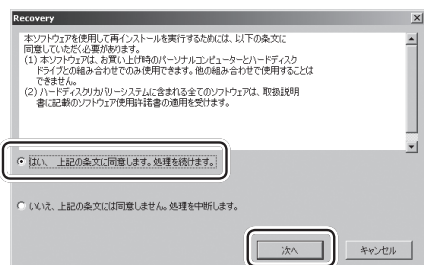 Recovery
本ソフトウェアを使用して再インストールを実行するためには、以下の条文に
同意していただく必要があります。
(1) 本ソフトウェアは、お買い上げ時のパーソナルコンピューターとハードディスク
ドライブとの組み合わせでのみ使用できます。他の組み合わせで使用することは
できません。
(2) ハードディスクリカバリーシステムに含まれる全てのソフトウェアは、取扱説明
書に記載のソフトウェア使用許諾書の適用を受けます。
はい、 上記の条文に同意します。処理を続けます。
いいえ、上記の条文には同意しません。処理を中断します。
次へ
キャンセル